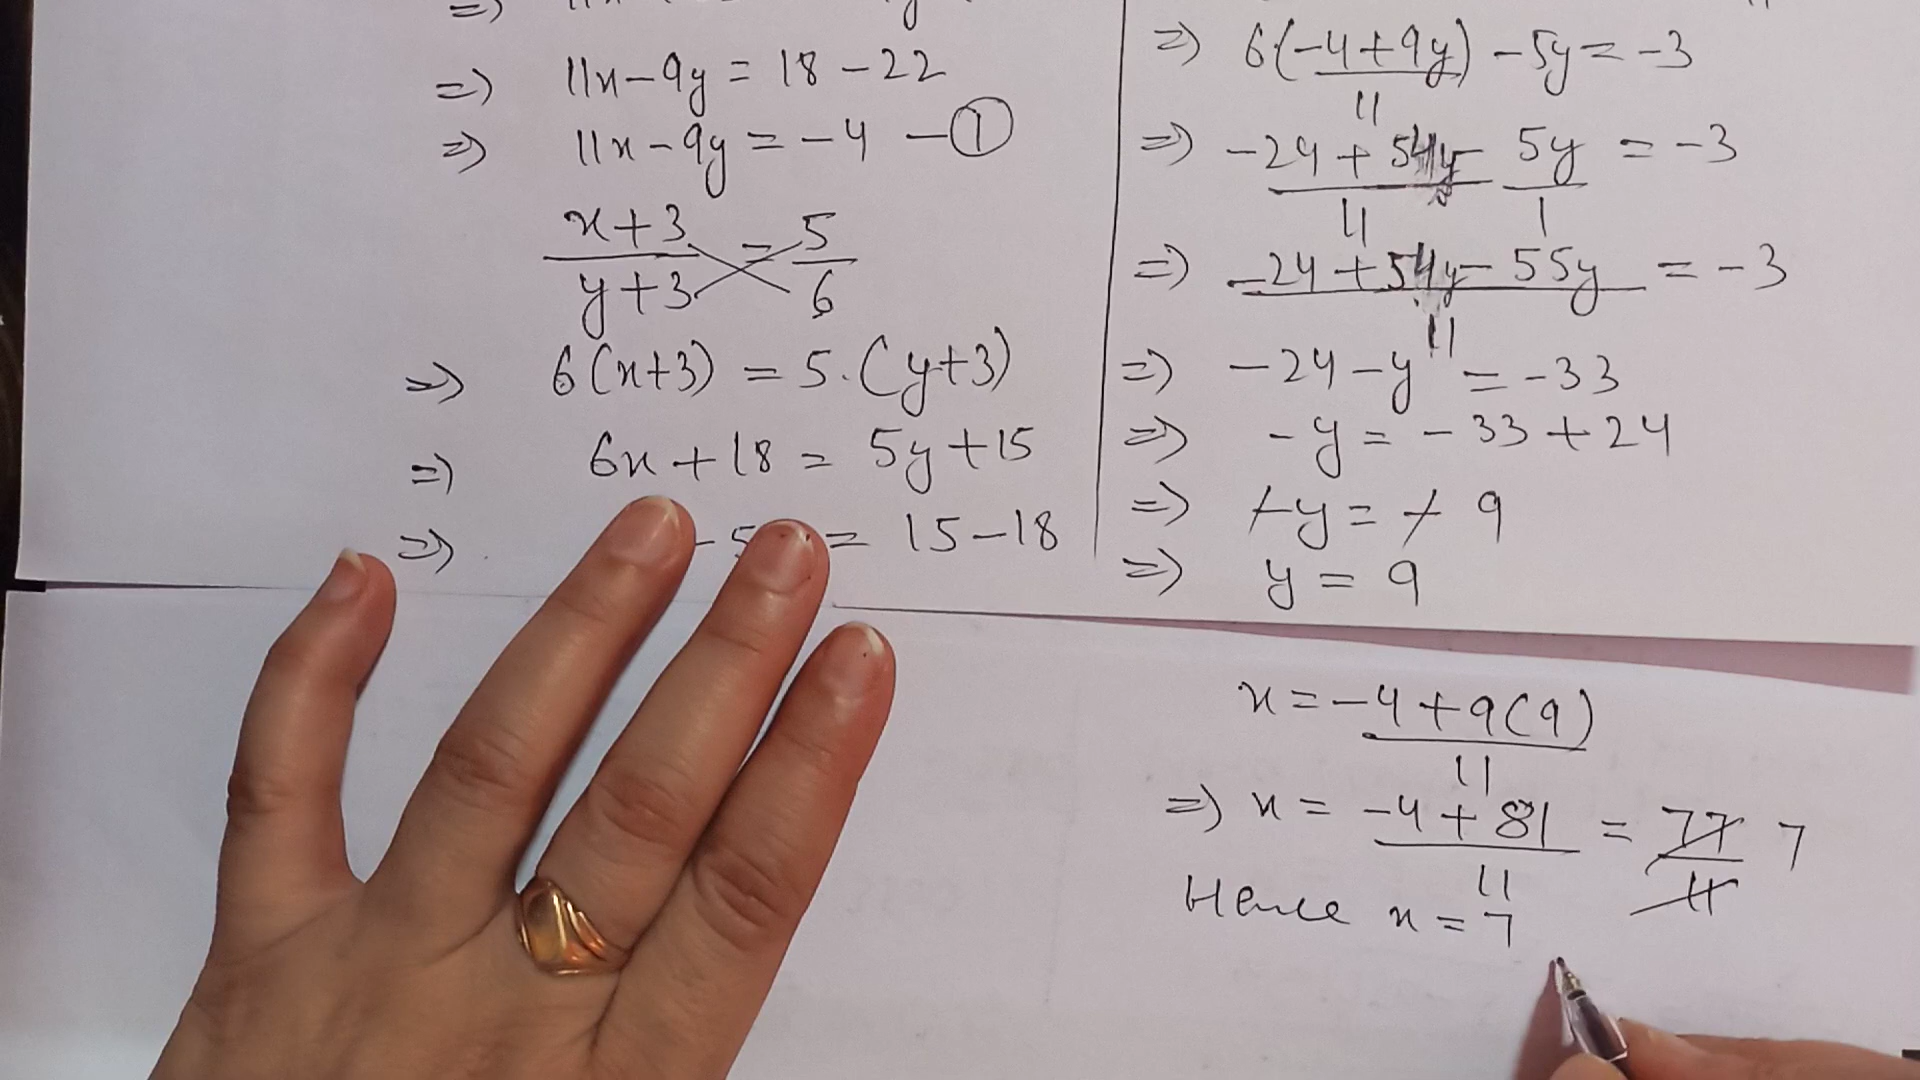 => 11x-9y = 18-22
=> 11x-9y = -4 —①
x+3 = 5
y+3 6
=> 6(x+3) = 5.(y+3)
=> 6x+18 = 5y+15
=> -5 = 15-18
=> 6(-4+9y) -5y = -3
11
=> -24+54y - 5y = -3
11 1
=> -24+54y-55y = -3
11
=> -24-y = -33
=> -y = -33+24
=> -y = -9
=> y = 9
x = -4+9(9)
11
=> x = -4+81 = 77 7
11 11
Hence x = 7